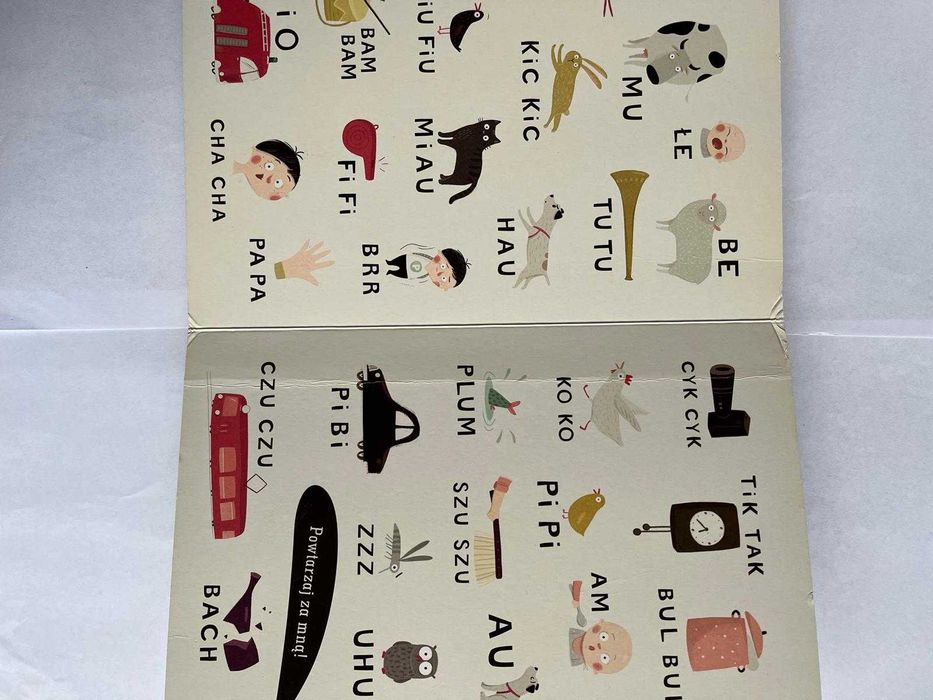 ŁE
BE
MU
TU TU
KiC KiC
HAU
iU FiU
MiAU
BAM
BAM
Fi Fi
BRR
iO
CHA CHA
PA PA
CYK CYK
TiK TAK
BUL BUL
KO KO
Pi Pi
AM
PLUM
SZU SZU
AU
Pi Bi
ZZZ
UHU
Powtarzaj za mną!
CZU CZU
BACH